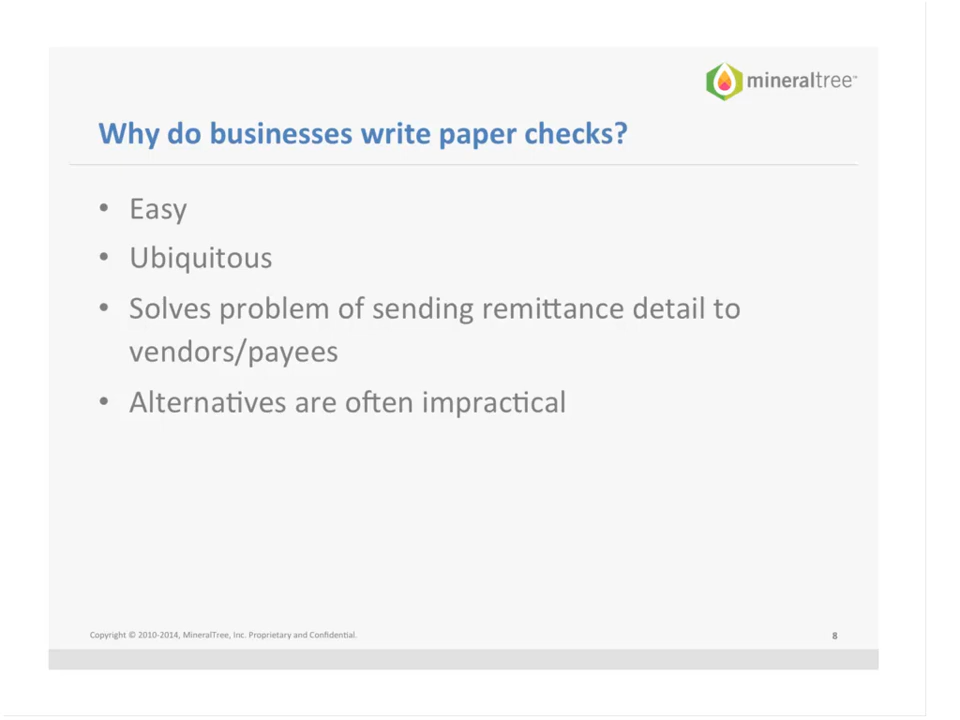 mineraltree™
Why do businesses write paper checks?
• Easy
• Ubiquitous
• Solves problem of sending remittance detail to
vendors/payees
• Alternatives are often impractical
Copyright © 2010-2014, MineralTree, Inc. Proprietary and Confidential.
8